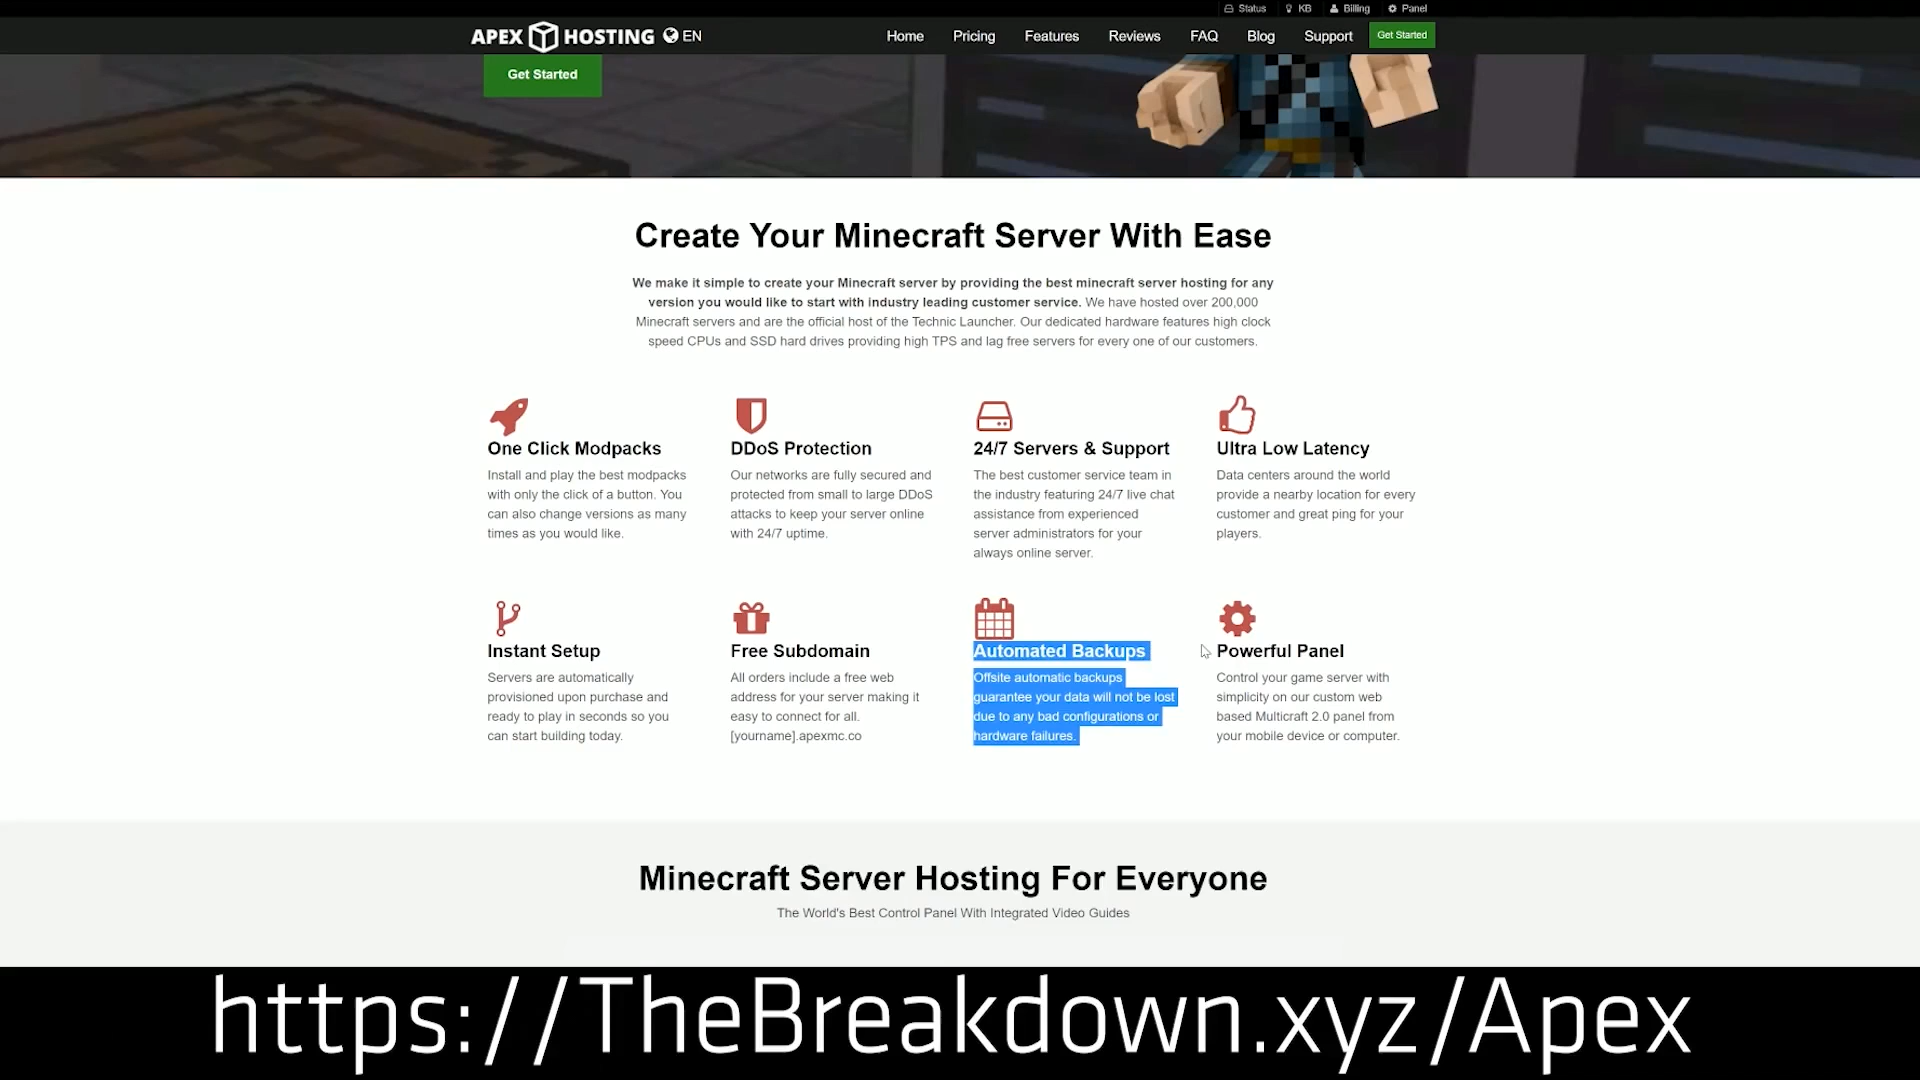 Status KB Billing Panel
APEX HOSTING EN Home Pricing Features Reviews FAQ Blog Support Get Started
Get Started
Create Your Minecraft Server With Ease
We make it simple to create your Minecraft server by providing the best minecraft server hosting for any
version you would like to start with industry leading customer service. We have hosted over 200,000
Minecraft servers and are the official host of the Technic Launcher. Our dedicated hardware features high clock
speed CPUs and SSD hard drives providing high TPS and lag free servers for every one of our customers.
One Click Modpacks
Install and play the best modpacks
with only the click of a button. You
can also change versions as many
times as you would like.
DDoS Protection
Our networks are fully secured and
protected from small to large DDoS
attacks to keep your server online
with 24/7 uptime.
24/7 Servers & Support
The best customer service team in
the industry featuring 24/7 live chat
assistance from experienced
server administrators for your
always online server.
Ultra Low Latency
Data centers around the world
provide a nearby location for every
customer and great ping for your
players.
Instant Setup
Servers are automatically
provisioned upon purchase and
ready to play in seconds so you
can start building today.
Free Subdomain
All orders include a free web
address for your server making it
easy to connect for all.
[yourname].apexmc.co
Automated Backups
Offsite automatic backups
guarantee your data will not be lost
due to any bad configurations or
hardware failures.
Powerful Panel
Control your game server with
simplicity on our custom web
based Multicraft 2.0 panel from
your mobile device or computer.
Minecraft Server Hosting For Everyone
The World's Best Control Panel With Integrated Video Guides
https://TheBreakdown.xyz/Apex